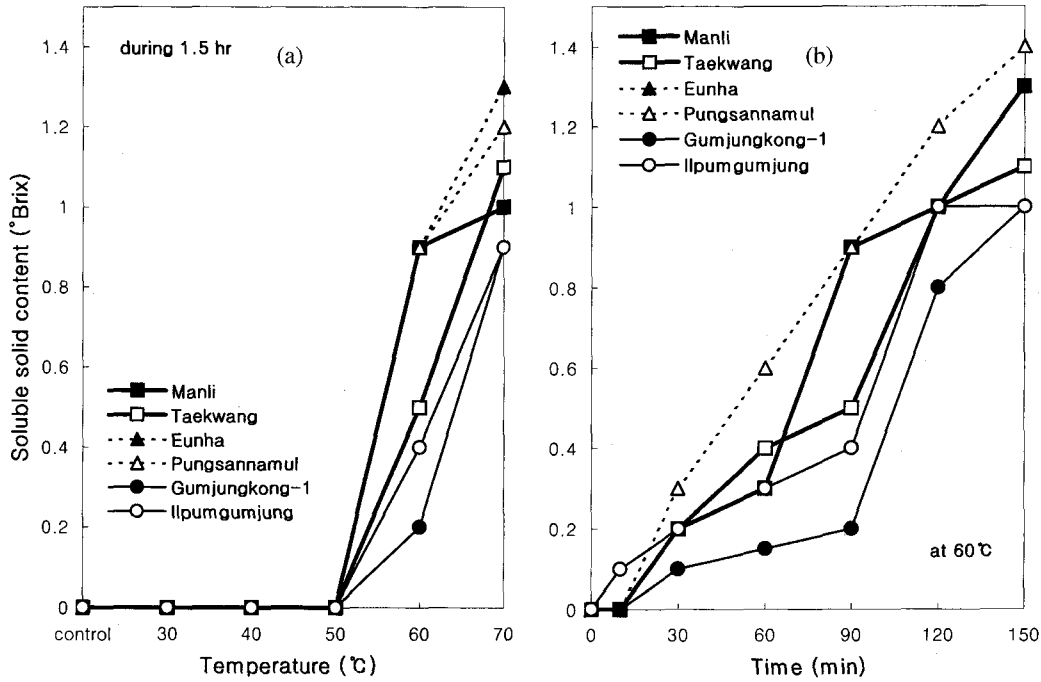 during 1.5 hr
(a)
Soluble solid content (°Brix)
1.4
1.2
1
0.8
0.6
0.4
0.2
0
Manli
Taekwang
Eunha
Pungsannamul
Gumjungkong-1
Ilpumgumjung
control
30
40
50
60
70
Temperature (℃)
Manli
Taekwang
Eunha
Pungsannamul
Gumjungkong-1
Ilpumgumjung
(b)
1.4
1.2
1
0.8
0.6
0.4
0.2
0
at 60℃
0
30
60
90
120
150
Time (min)